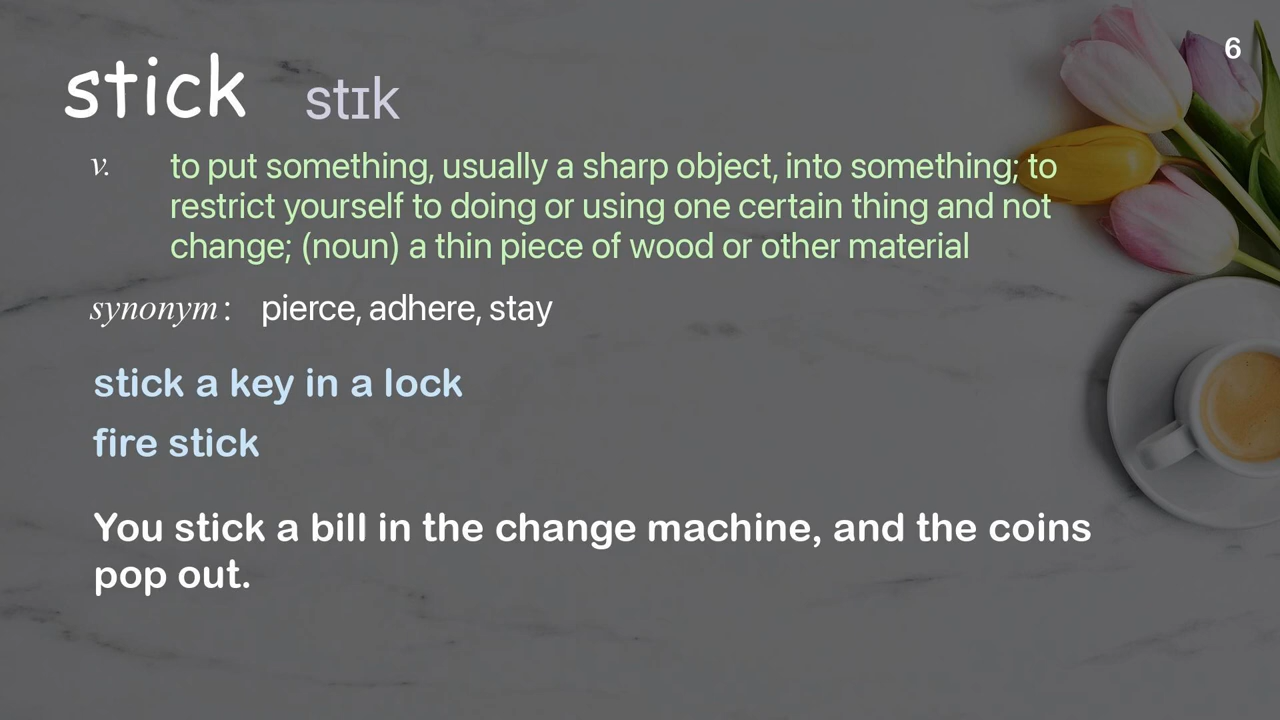 6
stick stɪk
v. to put something, usually a sharp object, into something; to
restrict yourself to doing or using one certain thing and not
change; (noun) a thin piece of wood or other material
synonym: pierce, adhere, stay
stick a key in a lock
fire stick
You stick a bill in the change machine, and the coins
pop out.